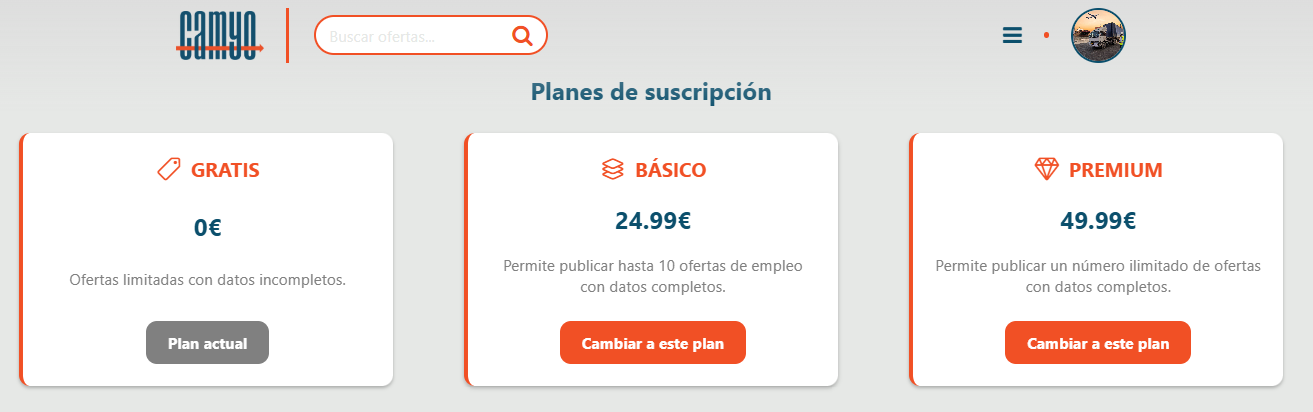 camyo
Buscar ofertas...
Planes de suscripción
GRATIS
0€
Ofertas limitadas con datos incompletos.
Plan actual
BÁSICO
24.99€
Permite publicar hasta 10 ofertas de empleo
con datos completos.
Cambiar a este plan
PREMIUM
49.99€
Permite publicar un número ilimitado de ofertas
con datos completos.
Cambiar a este plan